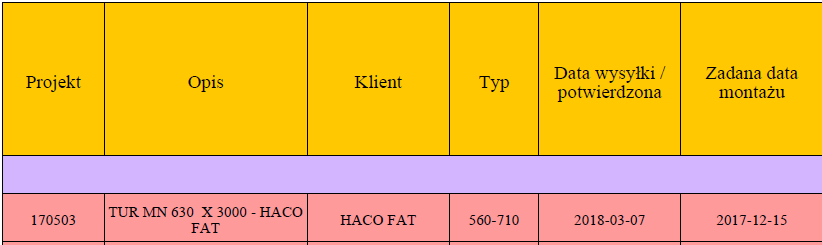 Projekt
Opis
Klient
Typ
Data wysyłki /
potwierdzona
Zadana data
montażu
170503
TUR MN 630 X 3000 - HACO
FAT
HACO FAT
560-710
2018-03-07
2017-12-15